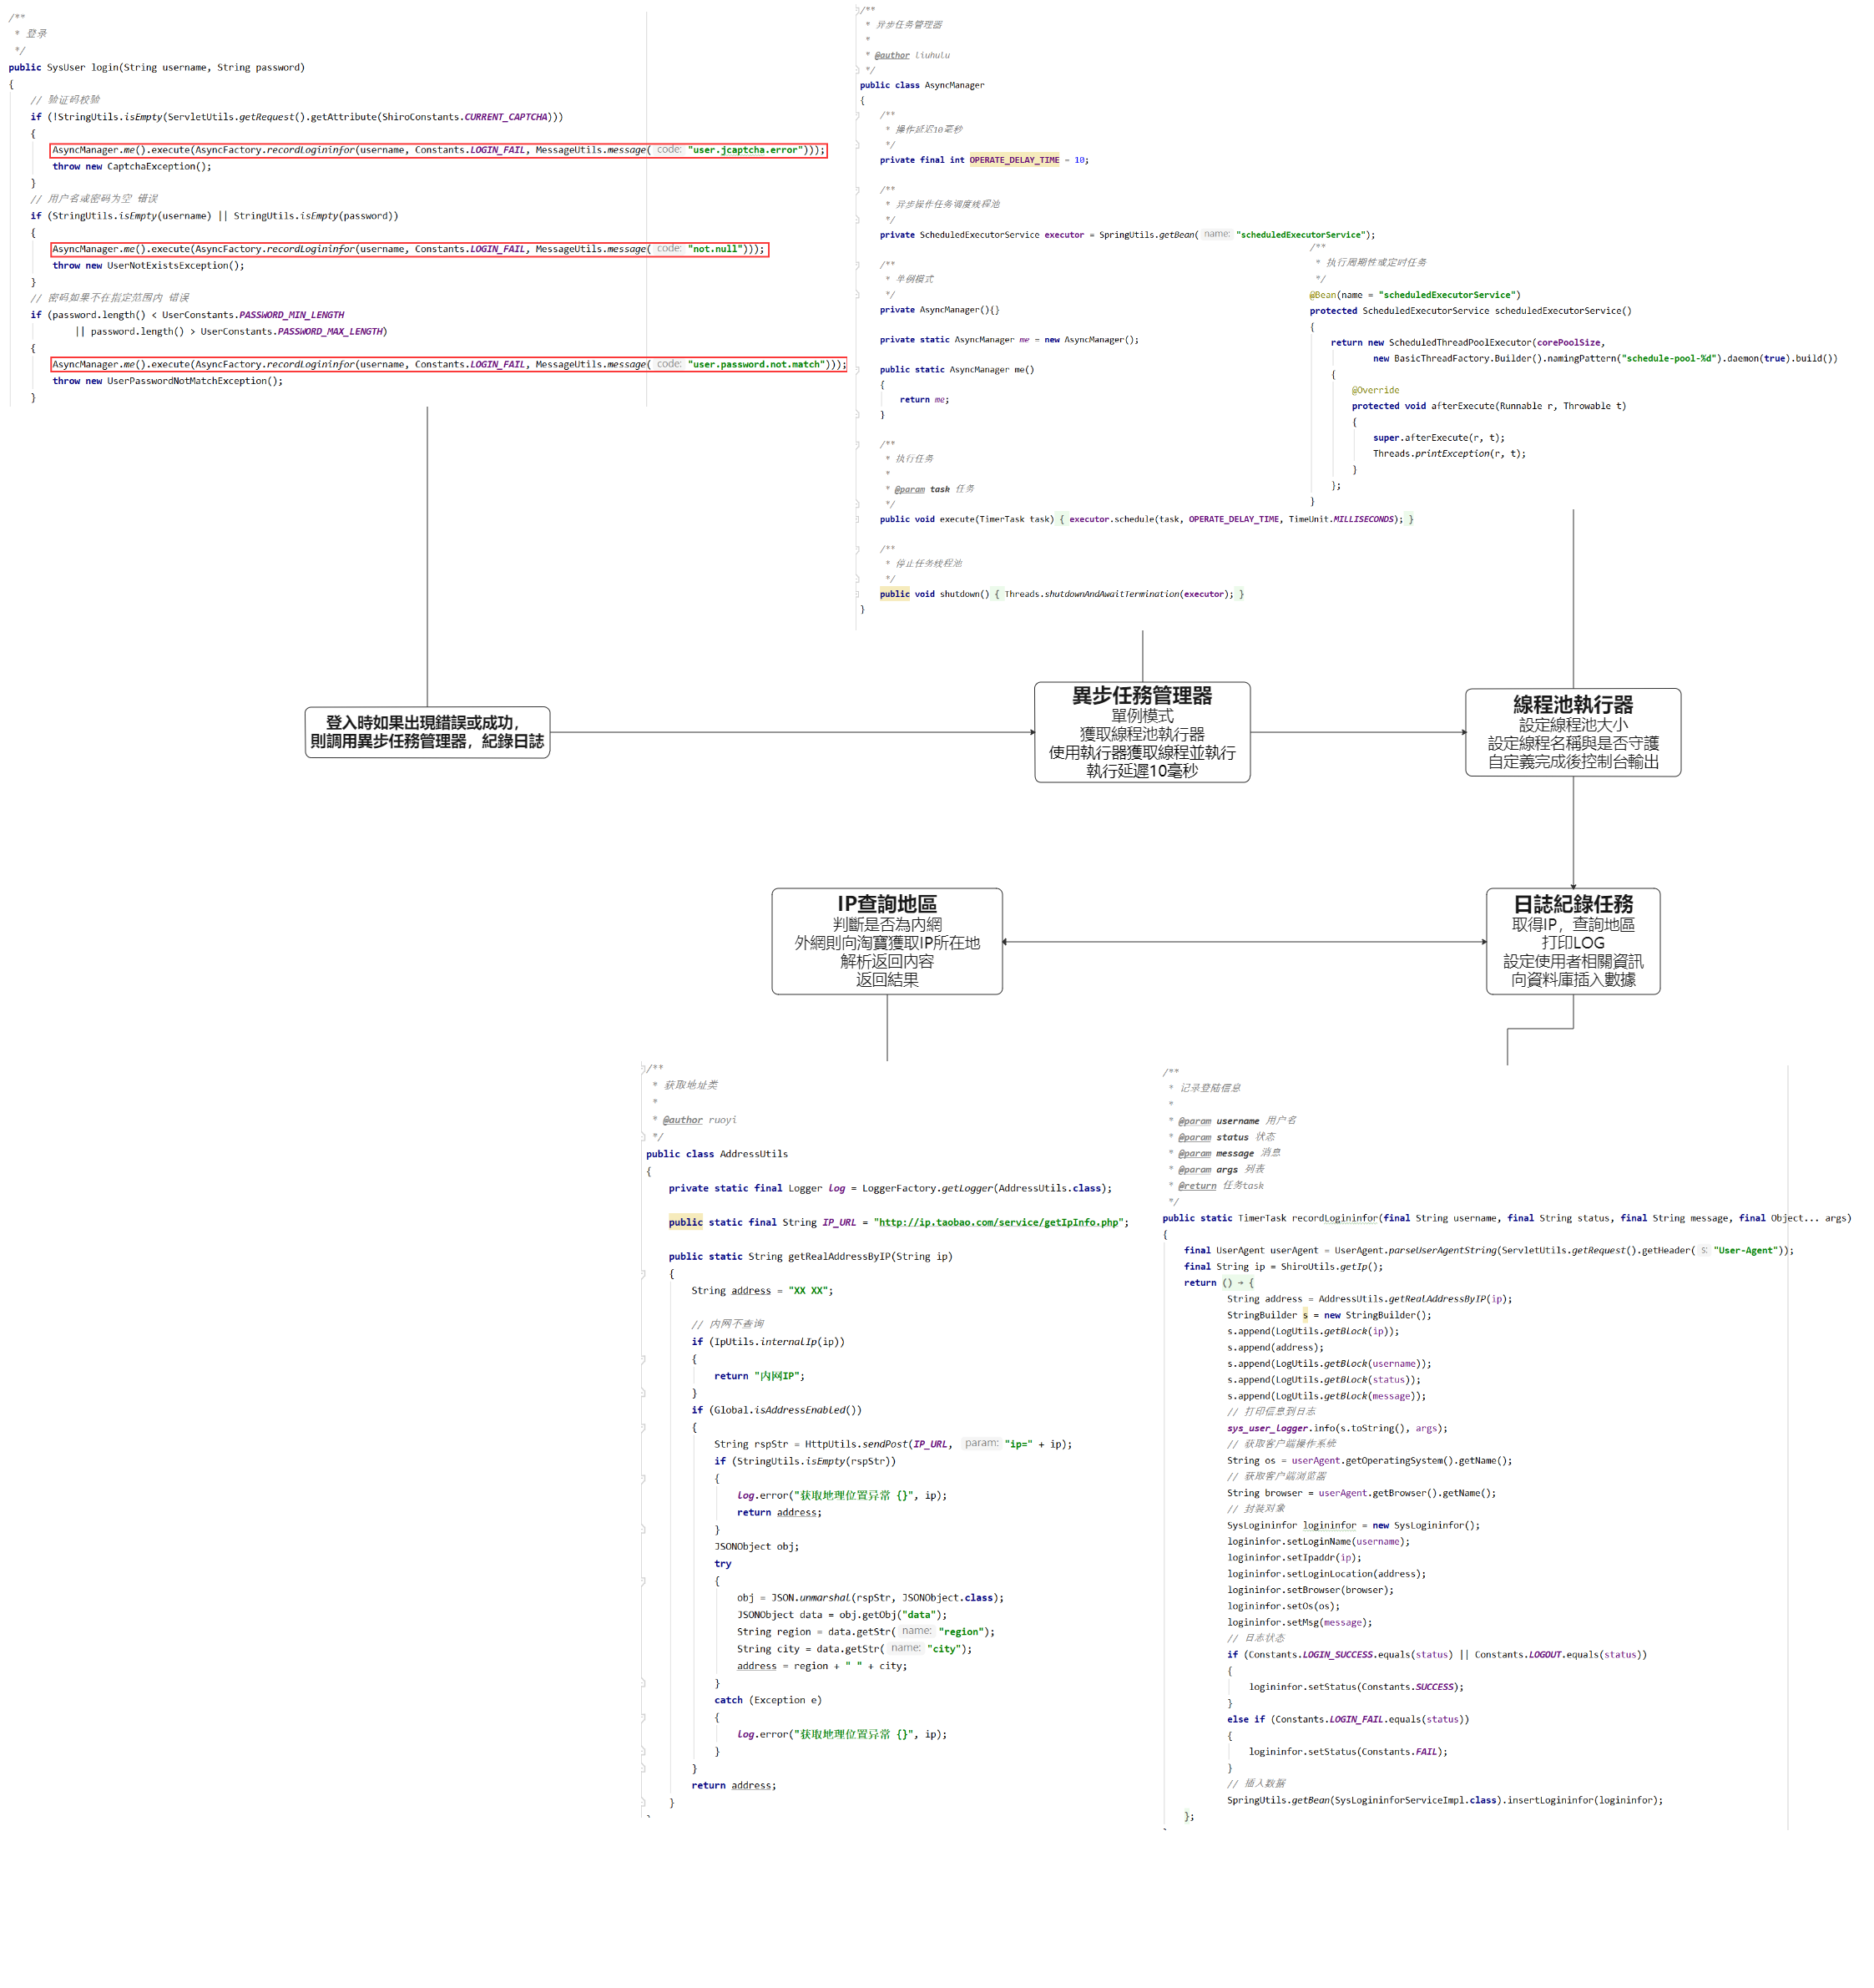 /**
 * 登录
 */
public SysUser login(String username, String password)
{
// 验证码校验
if (!StringUtils.isEmpty(ServletUtils.getRequest().getAttribute(ShiroConstants.CURRENT_CAPTCHA)))
{
AsyncManager.me().execute(AsyncFactory.recordLogininfor(username, Constants.LOGIN_FAIL, MessageUtils.message( code: "user.jcaptcha.error")));
throw new CaptchaException();
}
// 用户名或密码为空 错误
if (StringUtils.isEmpty(username) || StringUtils.isEmpty(password))
{
AsyncManager.me().execute(AsyncFactory.recordLogininfor(username, Constants.LOGIN_FAIL, MessageUtils.message( code: "not.null")));
throw new UserNotExistsException();
}
// 密码如果不在指定范围内 错误
if (password.length() < UserConstants.PASSWORD_MIN_LENGTH
|| password.length() > UserConstants.PASSWORD_MAX_LENGTH)
{
AsyncManager.me().execute(AsyncFactory.recordLogininfor(username, Constants.LOGIN_FAIL, MessageUtils.message( code: "user.password.not.match")));
throw new UserPasswordNotMatchException();
}
/**
 * 异步任务管理器
 *
 * @author liuhulu
 */
public class AsyncManager
{
/**
 * 操作延迟10毫秒
 */
private final int OPERATE_DELAY_TIME = 10;
/**
 * 异步操作任务调度线程池
 */
private ScheduledExecutorService executor = SpringUtils.getBean( name: "scheduledExecutorService");
/**
 * 单例模式
 */
private AsyncManager(){}
private static AsyncManager me = new AsyncManager();
public static AsyncManager me()
{
return me;
}
/**
 * 执行任务
 *
 * @param task 任务
 */
public void execute(TimerTask task) { executor.schedule(task, OPERATE_DELAY_TIME, TimeUnit.MILLISECONDS); }
/**
 * 停止任务线程池
 */
public void shutdown() { Threads.shutdownAndAwaitTermination(executor); }
}
/**
 * 执行周期性或定时任务
 */
@Bean(name = "scheduledExecutorService")
protected ScheduledExecutorService scheduledExecutorService()
{
return new ScheduledThreadPoolExecutor(corePoolSize,
new BasicThreadFactory.Builder().namingPattern("schedule-pool-%d").daemon(true).build())
{
@Override
protected void afterExecute(Runnable r, Throwable t)
{
super.afterExecute(r, t);
Threads.printException(r, t);
}
};
}
登入時如果出現錯誤或成功，
則調用異步任務管理器，紀錄日誌
異步任務管理器
單例模式
獲取線程池執行器
使用執行器獲取線程並執行
執行延遲10毫秒
線程池執行器
設定線程池大小
設定線程名稱與是否守護
自定義完成後控制台輸出
IP查詢地區
判斷是否為內網
外網則向淘寶獲取IP所在地
解析返回內容
返回結果
日誌紀錄任務
取得IP，查詢地區
打印LOG
設定使用者相關資訊
向資料庫插入數據
/**
 * 获取地址类
 *
 * @author ruoyi
 */
public class AddressUtils
{
private static final Logger log = LoggerFactory.getLogger(AddressUtils.class);
public static final String IP_URL = "http://ip.taobao.com/service/getIpInfo.php";
public static String getRealAddressByIP(String ip)
{
String address = "XX XX";
// 内网不查询
if (IpUtils.internalIp(ip))
{
return "内网IP";
}
if (Global.isAddressEnabled())
{
String rspStr = HttpUtils.sendPost(IP_URL, param: "ip=" + ip);
if (StringUtils.isEmpty(rspStr))
{
log.error("获取地理位置异常 {}", ip);
return address;
}
JSONObject obj;
try
{
obj = JSON.unmarshal(rspStr, JSONObject.class);
JSONObject data = obj.getObj("data");
String region = data.getStr( name: "region");
String city = data.getStr( name: "city");
address = region + " " + city;
}
catch (Exception e)
{
log.error("获取地理位置异常 {}", ip);
}
}
return address;
}
/**
 * 记录登陆信息
 *
 * @param username 用户名
 * @param status 状态
 * @param message 消息
 * @param args 列表
 * @return 任务task
 */
public static TimerTask recordLogininfor(final String username, final String status, final String message, final Object... args)
{
final UserAgent userAgent = UserAgent.parseUserAgentString(ServletUtils.getRequest().getHeader( s: "User-Agent"));
final String ip = ShiroUtils.getIp();
return () → {
String address = AddressUtils.getRealAddressByIP(ip);
StringBuilder s = new StringBuilder();
s.append(LogUtils.getBlock(ip));
s.append(address);
s.append(LogUtils.getBlock(username));
s.append(LogUtils.getBlock(status));
s.append(LogUtils.getBlock(message));
// 打印信息到日志
sys_user_logger.info(s.toString(), args);
// 获取客户端操作系统
String os = userAgent.getOperatingSystem().getName();
// 获取客户端浏览器
String browser = userAgent.getBrowser().getName();
// 封装对象
SysLogininfor logininfor = new SysLogininfor();
logininfor.setLoginName(username);
logininfor.setIpaddr(ip);
logininfor.setLoginLocation(address);
logininfor.setBrowser(browser);
logininfor.setOs(os);
logininfor.setMsg(message);
// 日志状态
if (Constants.LOGIN_SUCCESS.equals(status) || Constants.LOGOUT.equals(status))
{
logininfor.setStatus(Constants.SUCCESS);
}
else if (Constants.LOGIN_FAIL.equals(status))
{
logininfor.setStatus(Constants.FAIL);
}
// 插入数据
SpringUtils.getBean(SysLogininforServiceImpl.class).insertLogininfor(logininfor);
};